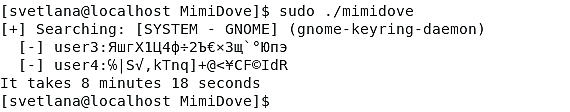 [svetlana@localhost MimiDove]$ sudo ./mimidove
[+] Searching: [SYSTEM - GNOME] (gnome-keyring-daemon)
[-] user3:ЯшгХ1Ц4ф÷2Ъ€×3щ`°Юпэ
[-] user4:℅|S√,kTnq]+@<¥CF©IdR
It takes 8 minutes 18 seconds
[svetlana@localhost MimiDove]$